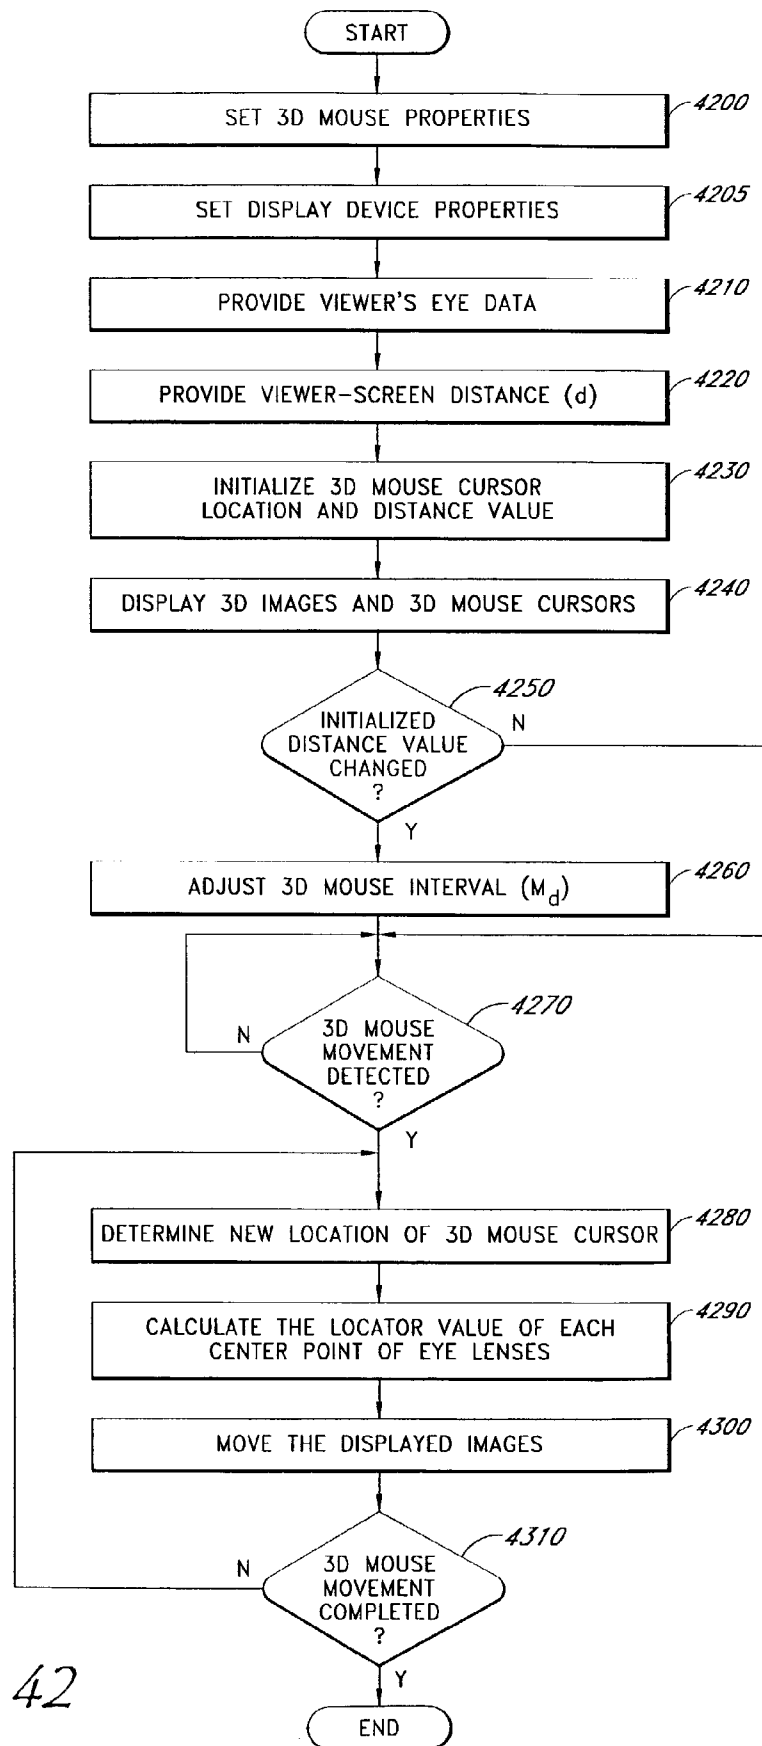 START
SET 3D MOUSE PROPERTIES
4200
SET DISPLAY DEVICE PROPERTIES
4205
PROVIDE VIEWER'S EYE DATA
4210
PROVIDE VIEWER-SCREEN DISTANCE (d)
4220
INITIALIZE 3D MOUSE CURSOR
LOCATION AND DISTANCE VALUE
4230
DISPLAY 3D IMAGES AND 3D MOUSE CURSORS
4240
4250
INITIALIZED
DISTANCE VALUE
CHANGED
?
N
Y
ADJUST 3D MOUSE INTERVAL (Md)
4260
4270
3D MOUSE
MOVEMENT
DETECTED
?
N
Y
DETERMINE NEW LOCATION OF 3D MOUSE CURSOR
4280
CALCULATE THE LOCATOR VALUE OF EACH
CENTER POINT OF EYE LENSES
4290
MOVE THE DISPLAYED IMAGES
4300
4310
3D MOUSE
MOVEMENT
COMPLETED
?
N
Y
42
END